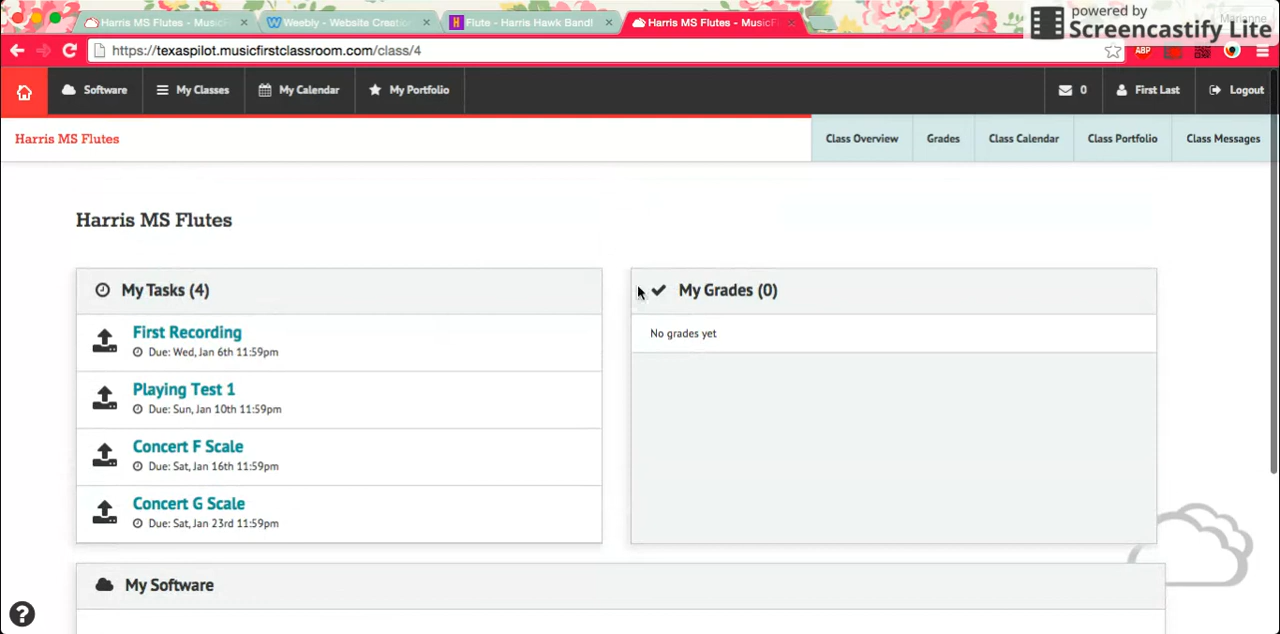 powered by
Screencastify Lite
Harris MS Flutes - MusicF
Weebly - Website Creatio
Flute - Harris Hawk Band!
Harris MS Flutes - MusicFi
Marianne
https://texaspilot.musicfirstclassroom.com/class/4
ABP
Software
My Classes
My Calendar
My Portfolio
0
First Last
Logout
Harris MS Flutes
Class Overview
Grades
Class Calendar
Class Portfolio
Class Messages
Harris MS Flutes
My Tasks (4)
My Grades (0)
First Recording
Due: Wed, Jan 6th 11:59pm
No grades yet
Playing Test 1
Due: Sun, Jan 10th 11:59pm
Concert F Scale
Due: Sat, Jan 16th 11:59pm
Concert G Scale
Due: Sat, Jan 23rd 11:59pm
My Software
?